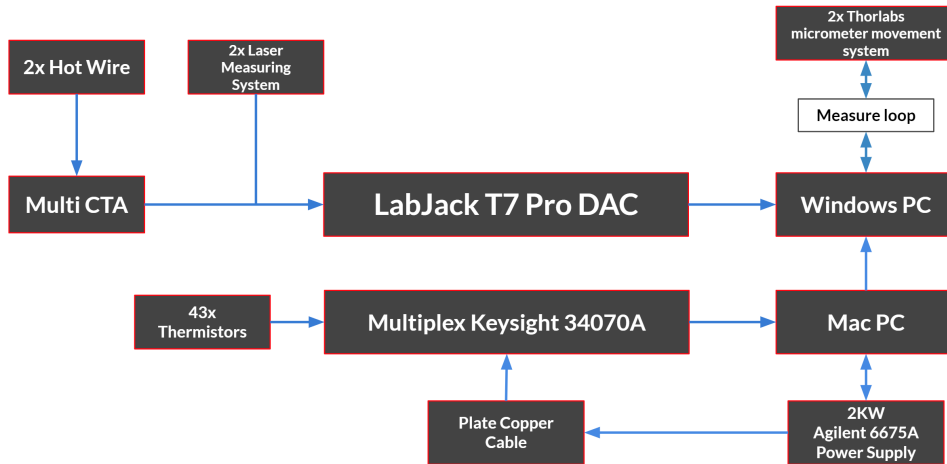 2x Hot Wire
2x Laser
Measuring
System
2x Thorlabs
micrometer movement
system
Measure loop
Multi CTA
LabJack T7 Pro DAC
Windows PC
43x
Thermistors
Multiplex Keysight 34070A
Mac PC
Plate Copper
Cable
2KW
Agilent 6675A
Power Supply